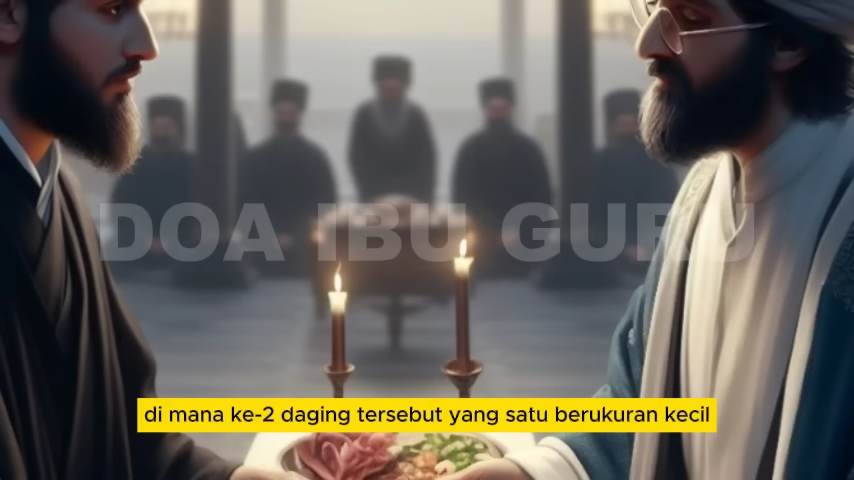 DOA IBU GURU
di mana ke-2 daging tersebut yang satu berukuran kecil